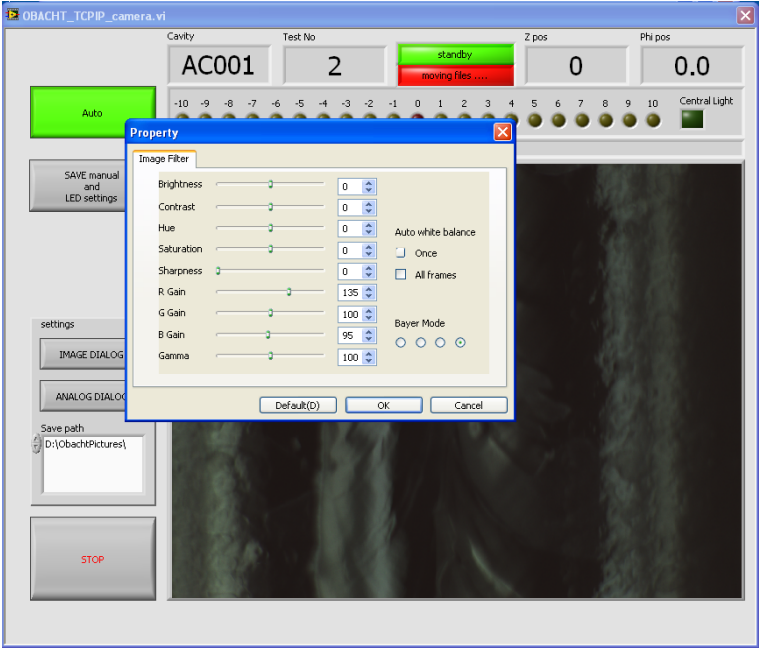 OBACHT_TCPIP_camera.vi
Cavity
Test No
Z pos
Phi pos
AC001
2
standby
moving files ....
0
0.0
Auto
-10 -9 -8 -7 -6 -5 -4 -3 -2 -1 0 1 2 3 4 5 6 7 8 9 10
Central Light
SAVE manual
and
LED settings
Property
Image Filter
Brightness 0
Contrast 0
Hue 0
Saturation 0
Sharpness 0
R Gain 135
G Gain 100
B Gain 95
Gamma 100
Auto white balance
Once
All frames
Bayer Mode
Default(D)
OK
Cancel
settings
IMAGE DIALOG
ANALOG DIALOG
Save path
D:\ObachtPictures\
STOP